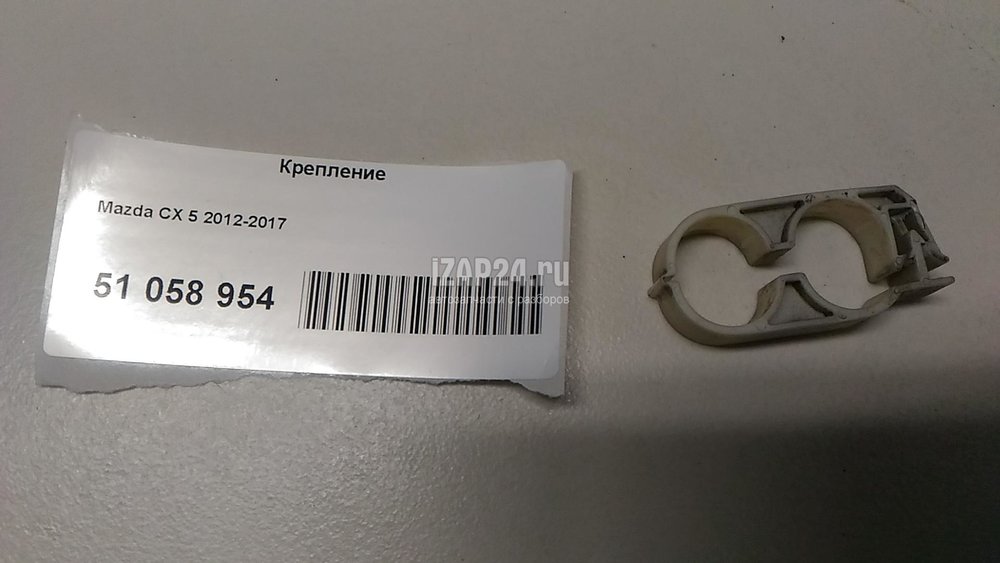 Крепление
Mazda CX 5 2012-2017
51 058 954
iZAP24.ru
автозапчасти с разборов